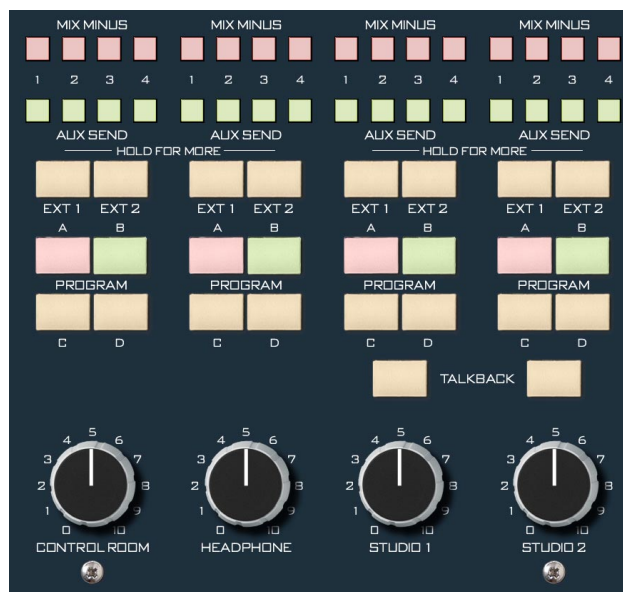 MIX MINUS MIX MINUS MIX MINUS MIX MINUS
1 2 3 4 1 2 3 4 1 2 3 4 1 2 3 4
AUX SEND AUX SEND AUX SEND AUX SEND
HOLD FOR MORE HOLD FOR MORE
EXT 1 EXT 2 EXT 1 EXT 2 EXT 1 EXT 2 EXT 1 EXT 2
A B A B A B A B
PROGRAM PROGRAM PROGRAM PROGRAM
C D C D C D C D
TALKBACK
5 5 5 5
4 6 4 6 4 6 4 6
3 7 3 7 3 7 3 7
2 8 2 8 2 8 2 8
1 9 1 9 1 9 1 9
0 10 0 10 0 10 0 10
CONTROL ROOM HEADPHONE STUDIO 1 STUDIO 2